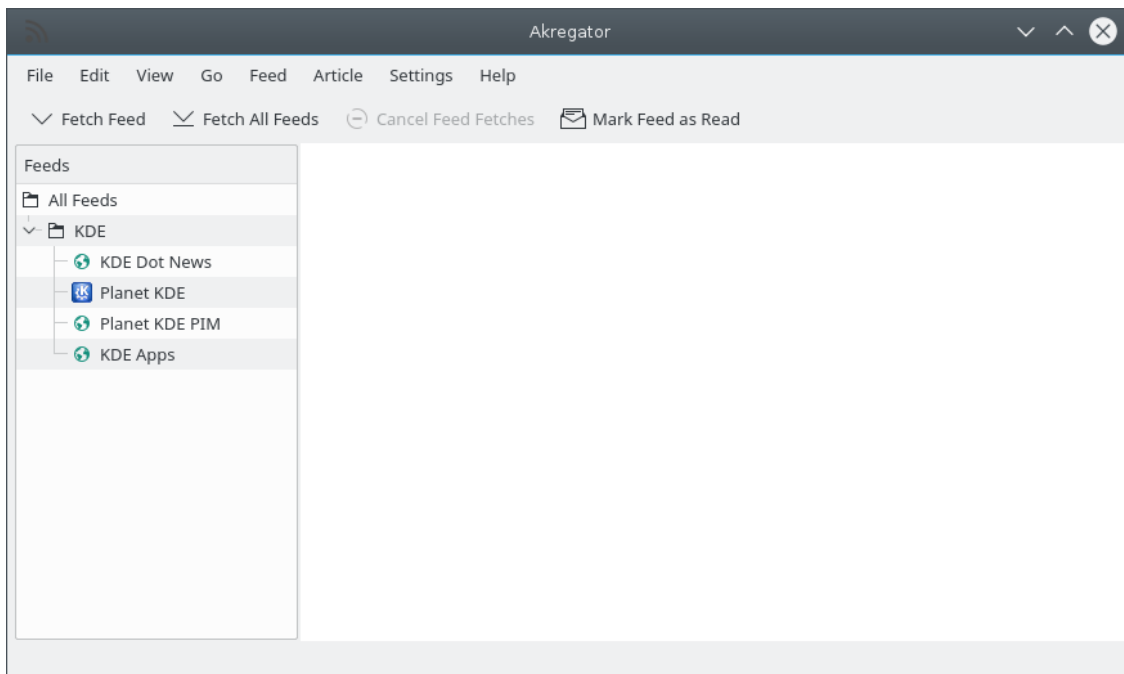 Akregator
File Edit View Go Feed Article Settings Help
Fetch Feed Fetch All Feeds Cancel Feed Fetches Mark Feed as Read
Feeds
All Feeds
KDE
KDE Dot News
Planet KDE
Planet KDE PIM
KDE Apps